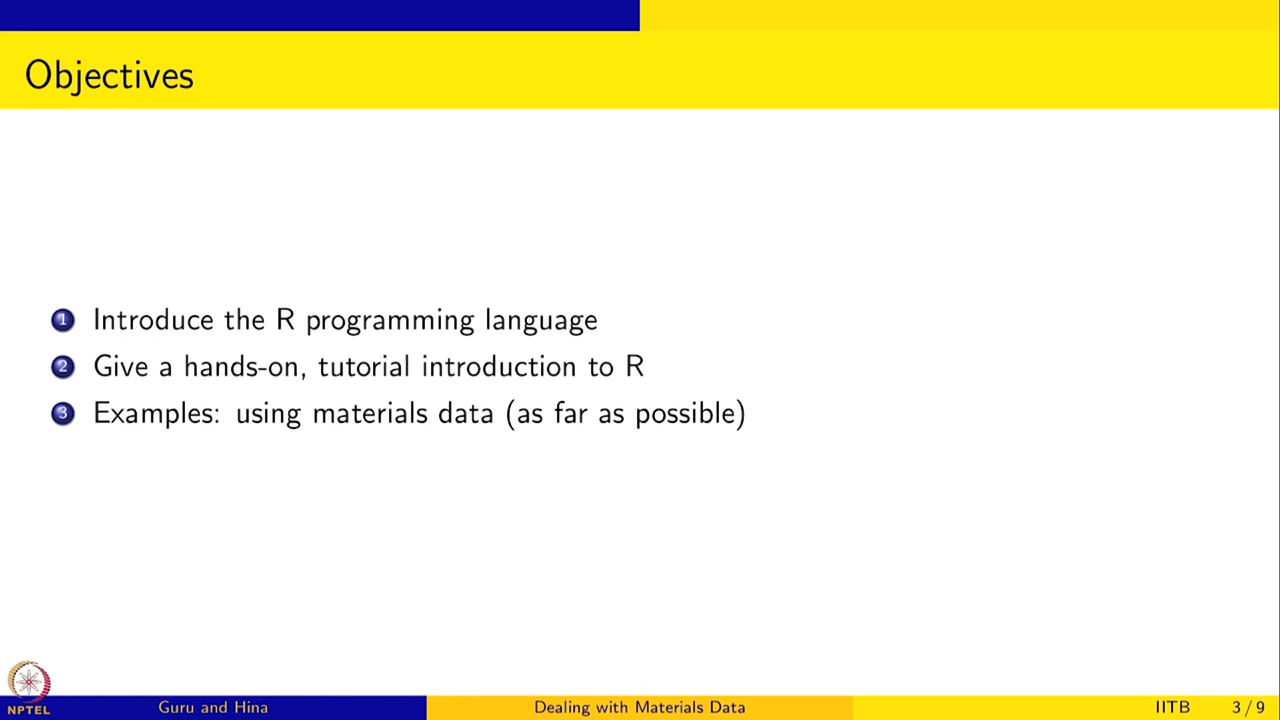 Objectives
1 Introduce the R programming language
2 Give a hands-on, tutorial introduction to R
3 Examples: using materials data (as far as possible)
NPTEL
Guru and Hina
Dealing with Materials Data
IITB
3 / 9